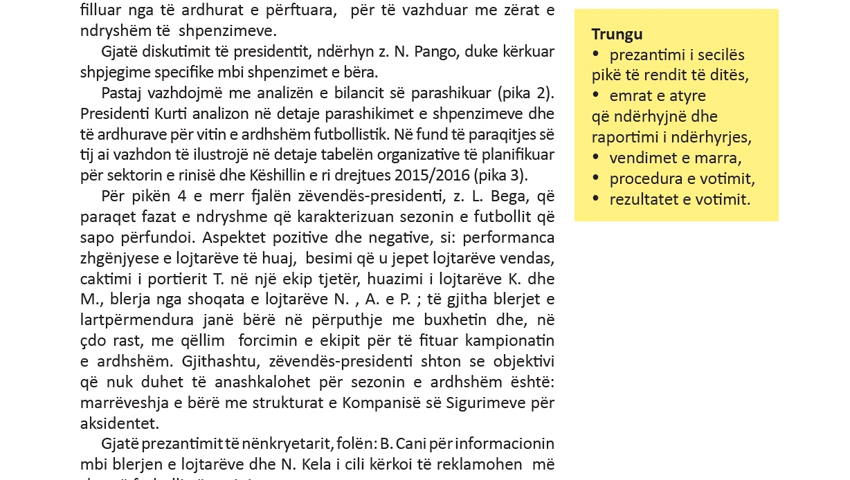 filluar nga të ardhurat e përftuara, për të vazhduar me zërat e
ndryshëm të shpenzimeve.
Gjatë diskutimit të presidentit, ndërhyn z. N. Pango, duke kërkuar
shpjegime specifike mbi shpenzimet e bëra.
Pastaj vazhdojmë me analizën e bilancit së parashikuar (pika 2).
Presidenti Kurti analizon në detaje parashikimet e shpenzimeve dhe
të ardhurave për vitin e ardhshëm futbollistik. Në fund të paraqitjes së
tij ai vazhdon të ilustrojë në detaje tabelën organizative të planifikuar
për sektorin e rinisë dhe Këshillin e ri drejtues 2015/2016 (pika 3).
Për pikën 4 e merr fjalën zëvendës-presidenti, z. L. Bega, që
paraqet fazat e ndryshme që karakterizuan sezonin e futbollit që
sapo përfundoi. Aspektet pozitive dhe negative, si: performanca
zhgënjyese e lojtarëve të huaj, besimi që u jepet lojtarëve vendas,
caktimi i portierit T. në një ekip tjetër, huazimi i lojtarëve K. dhe
M., blerja nga shoqata e lojtarëve N. , A. e P. ; të gjitha blerjet e
lartpërmendura janë bërë në përputhje me buxhetin dhe, në
çdo rast, me qëllim forcimin e ekipit për të fituar kampionatin
e ardhshëm. Gjithashtu, zëvendës-presidenti shton se objektivi
që nuk duhet të anashkalohet për sezonin e ardhshëm është:
marrëveshja e bërë me strukturat e Kompanisë së Sigurimeve për
aksidentet.
Gjatë prezantimit të nënkryetarit, folën: B. Cani për informacionin
mbi blerjen e lojtarëve dhe N. Kela i cili kërkoi të reklamohen më
Trungu
• prezantimi i secilës
pikë të rendit të ditës,
• emrat e atyre
që ndërhyjnë dhe
raportimi i ndërhyrjes,
• vendimet e marra,
• procedura e votimit,
• rezultatet e votimit.